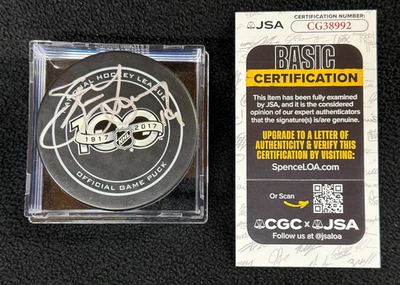 NATIONAL HOCKEY LEAGUE
100
1917 2017
OFFICIAL GAME PUCK
JSA
CERTIFICATION NUMBER:
CG38992
BASIC
CERTIFICATION
This item has been fully examined
by JSA, and it is the considered
opinion of our expert authenticators
that the signature(s) is/are genuine.
UPGRADE TO A LETTER OF
AUTHENTICITY & VERIFY THIS
CERTIFICATION BY VISITING:
SpenceLOA.com
Or Scan
CGC x JSA
Follow us at @jsaloa